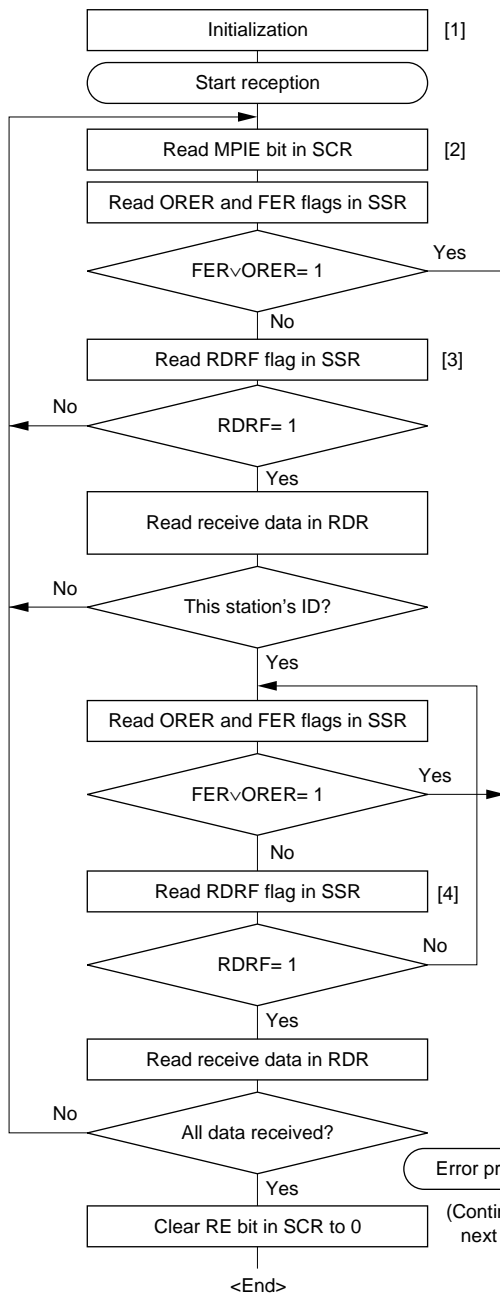 Initialization [1]
Start reception
Read MPIE bit in SCR [2]
Read ORER and FER flags in SSR
FER∨ORER= 1
Yes
No
Read RDRF flag in SSR [3]
No
RDRF= 1
Yes
Read receive data in RDR
No
This station's ID?
Yes
Read ORER and FER flags in SSR
FER∨ORER= 1
Yes
No
Read RDRF flag in SSR [4]
No
RDRF= 1
Yes
Read receive data in RDR
No
All data received?
Error
Yes
Clear RE bit in SCR to 0
next
<End>